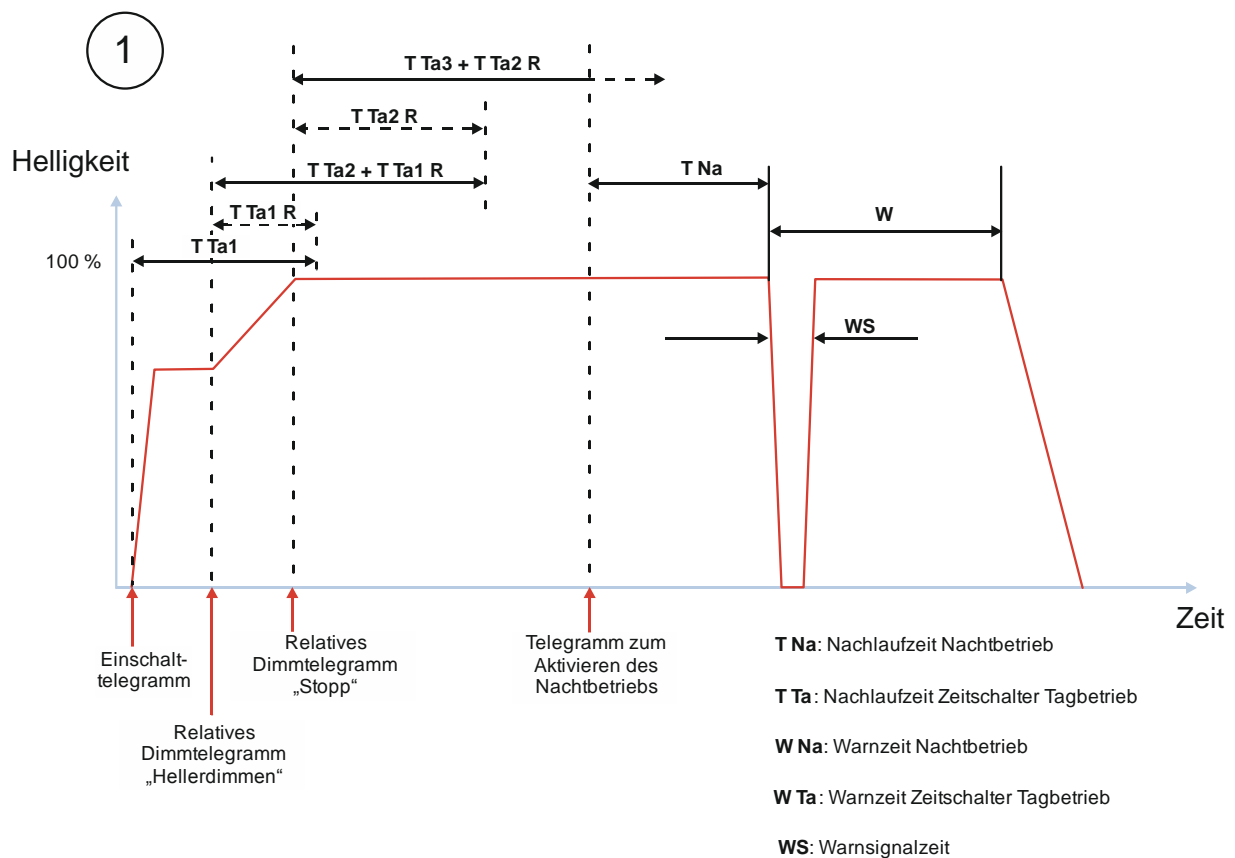 1
T Ta3 + T Ta2 R
T Ta2 R
Helligkeit
T Ta2 + T Ta1 R
T Na
T Ta1 R
W
T Ta1
100 %
WS
Zeit
Einschalt-
telegramm
Relatives
Dimmtelegramm
„Hellerdimmen“
Relatives
Dimmtelegramm
„Stopp“
Telegramm zum
Aktivieren des
Nachtbetriebs
T Na: Nachlaufzeit Nachtbetrieb
T Ta: Nachlaufzeit Zeitschalter Tagbetrieb
W Na: Warnzeit Nachtbetrieb
W Ta: Warnzeit Zeitschalter Tagbetrieb
WS: Warnsignalzeit